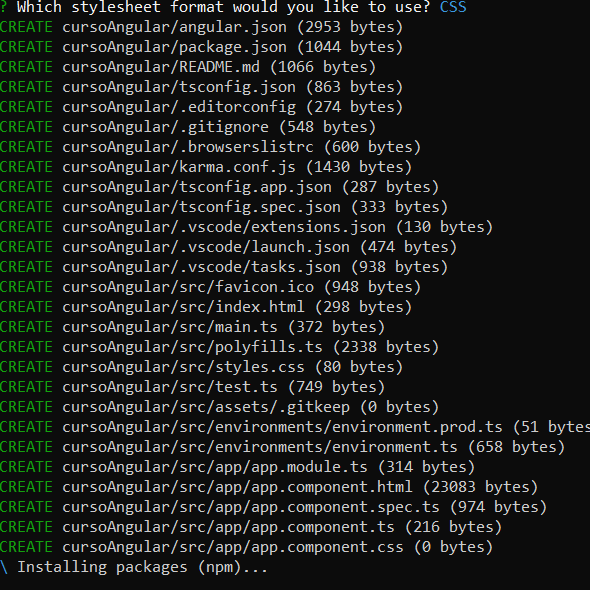 ? Which stylesheet format would you like to use? CSS
CREATE cursoAngular/angular.json (2953 bytes)
CREATE cursoAngular/package.json (1044 bytes)
CREATE cursoAngular/README.md (1066 bytes)
CREATE cursoAngular/tsconfig.json (863 bytes)
CREATE cursoAngular/.editorconfig (274 bytes)
CREATE cursoAngular/.gitignore (548 bytes)
CREATE cursoAngular/.browserslistrc (600 bytes)
CREATE cursoAngular/karma.conf.js (1430 bytes)
CREATE cursoAngular/tsconfig.app.json (287 bytes)
CREATE cursoAngular/tsconfig.spec.json (333 bytes)
CREATE cursoAngular/.vscode/extensions.json (130 bytes)
CREATE cursoAngular/.vscode/launch.json (474 bytes)
CREATE cursoAngular/.vscode/tasks.json (938 bytes)
CREATE cursoAngular/src/favicon.ico (948 bytes)
CREATE cursoAngular/src/index.html (298 bytes)
CREATE cursoAngular/src/main.ts (372 bytes)
CREATE cursoAngular/src/polyfills.ts (2338 bytes)
CREATE cursoAngular/src/styles.css (80 bytes)
CREATE cursoAngular/src/test.ts (749 bytes)
CREATE cursoAngular/src/assets/.gitkeep (0 bytes)
CREATE cursoAngular/src/environments/environment.prod.ts (51 bytes
CREATE cursoAngular/src/environments/environment.ts (658 bytes)
CREATE cursoAngular/src/app/app.module.ts (314 bytes)
CREATE cursoAngular/src/app/app.component.html (23083 bytes)
CREATE cursoAngular/src/app/app.component.spec.ts (974 bytes)
CREATE cursoAngular/src/app/app.component.ts (216 bytes)
CREATE cursoAngular/src/app/app.component.css (0 bytes)
\ Installing packages (npm)...